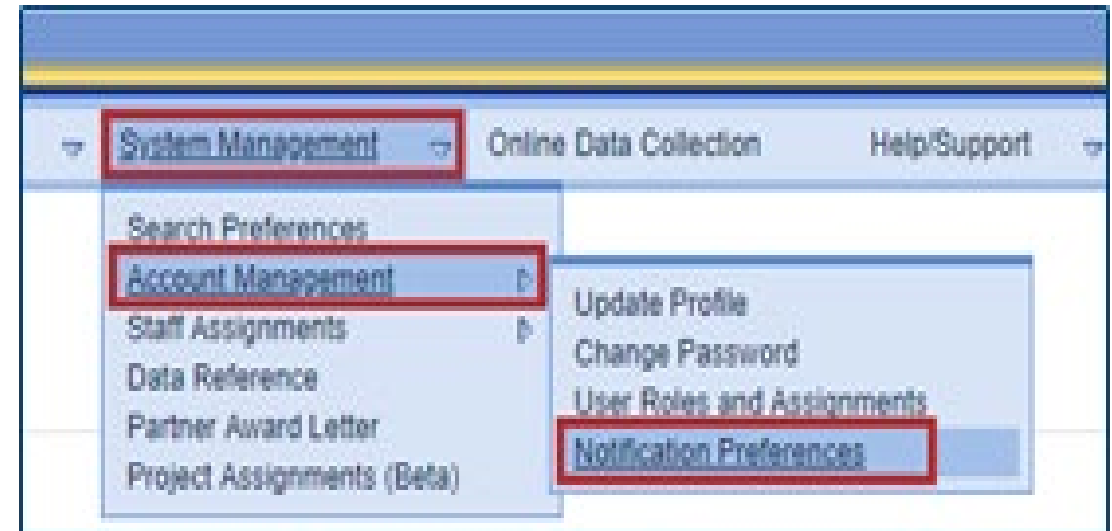 System Management Online Data Collection Help/Support
Search Preferences
Account Management
Staff Assignments
Data Reference
Partner Award Letter
Project Assignments (Beta)
Update Profile
Change Password
User Roles and Assignments
Notification Preferences